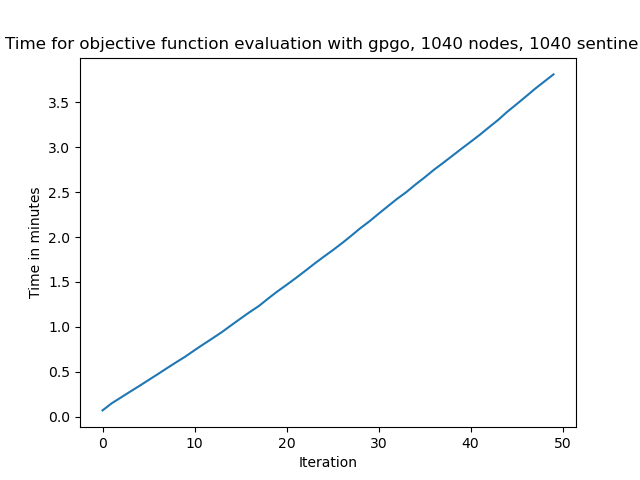 Time for objective function evaluation with gpgo, 1040 nodes, 1040 sentine
3.5
3.0
2.5
2.0
1.5
1.0
0.5
0.0
Time in minutes
0 10 20 30 40 50
Iteration